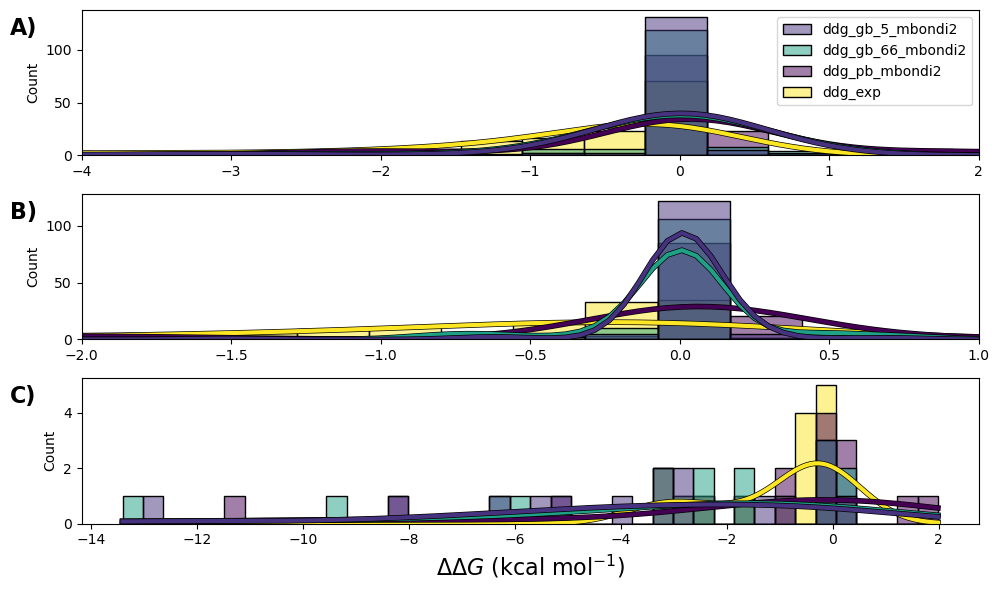 A)
Count
100
50
0
−4 −3 −2 −1 0 1 2
ddg_gb_5_mbondi2
ddg_gb_66_mbondi2
ddg_pb_mbondi2
ddg_exp
B)
Count
100
50
0
−2.0 −1.5 −1.0 −0.5 0.0 0.5 1.0
C)
Count
4
2
0
−14 −12 −10 −8 −6 −4 −2 0 2
ΔΔG (kcal mol⁻¹)